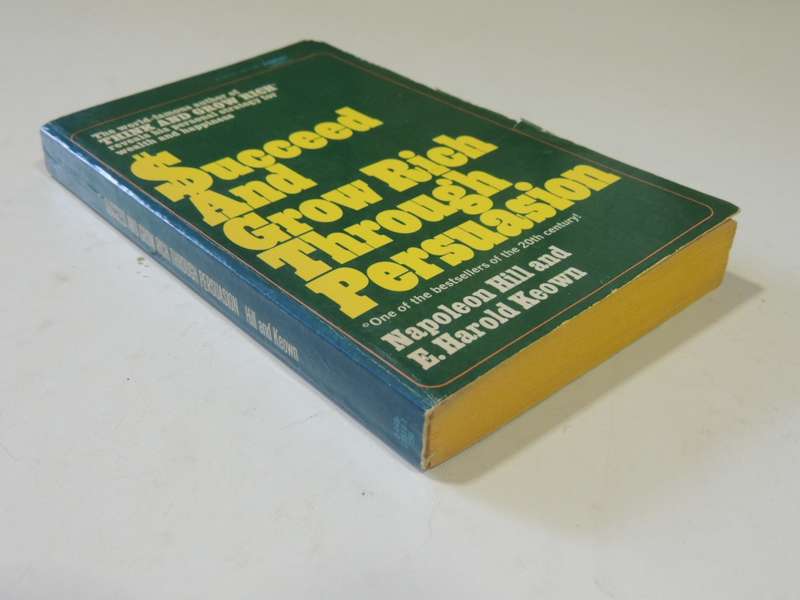 The world-famous author of
THINK AND GROW RICH*
reveals his personal strategy for
wealth and happiness
$ucceed
And
Grow Rich
Through
Persuasion
*One of the bestsellers of the 20th century!
Napoleon Hill and
E. Harold Keown
SUCCEED AND GROW RICH THROUGH PERSUASION Hill and Keown